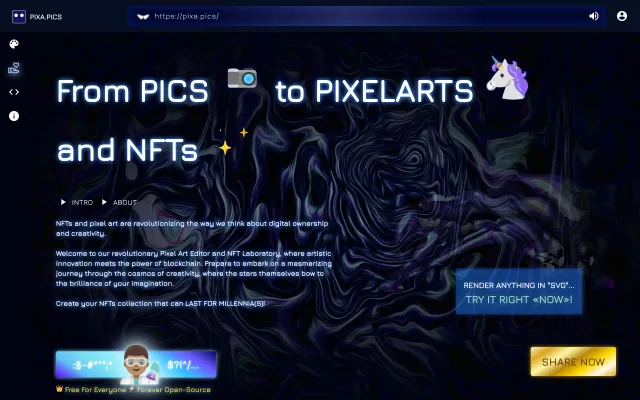 PIXA.PICS
https://pixa.pics/
From PICS 📷 to PIXELARTS 🦄
and NFTs ✨
▶ INTRO ▶ ABOUT
NFTs and pixel art are revolutionizing the way we think about digital ownership
and creativity.
Welcome to our revolutionary Pixel Art Editor and NFT Laboratory, where artistic
innovation meets the power of blockchain. Prepare to embark on a mesmerizing
journey through the cosmos of creativity, where the stars themselves bow to
the brilliance of your imagination.
Create your NFTs collection that can LAST FOR MILLENNIA(S)!
RENDER ANYTHING IN "SVG"...
TRY IT RIGHT «NOW»!
SHARE NOW
Free For Everyone ⚡ Forever Open-Source